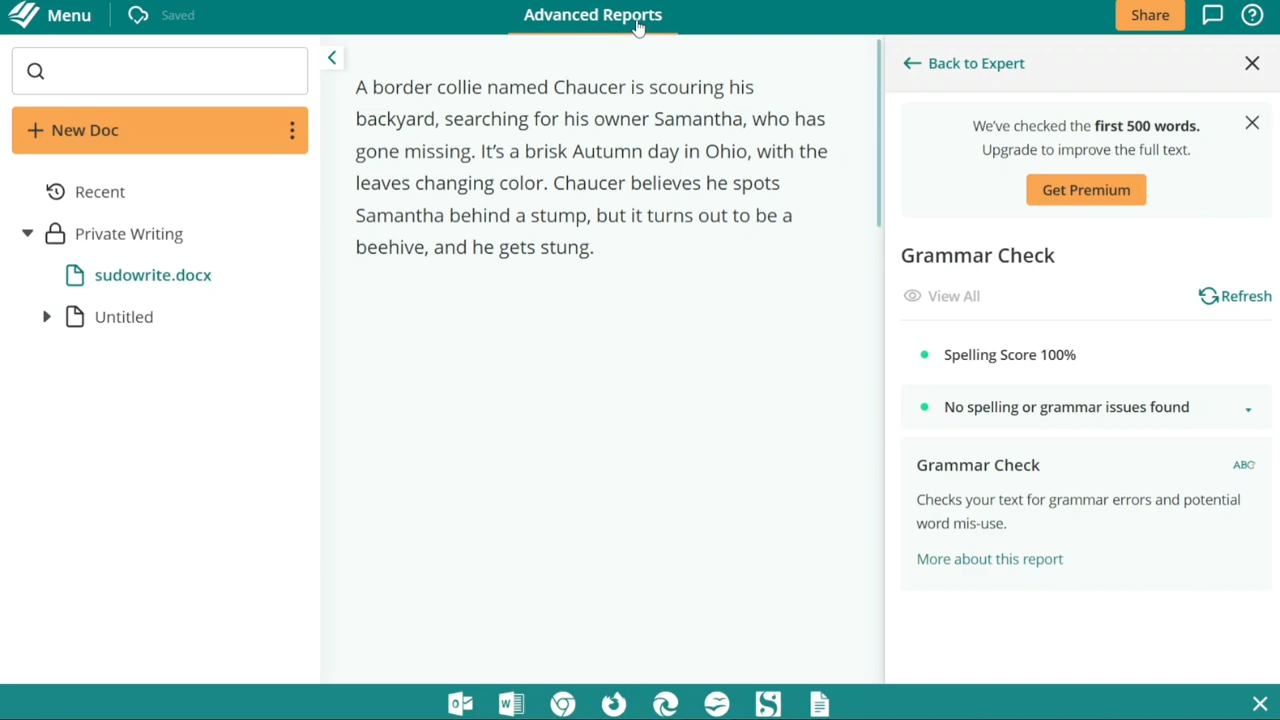 Menu
Saved
Advanced Reports
Share
New Doc
Recent
Private Writing
sudowrite.docx
Untitled
A border collie named Chaucer is scouring his
backyard, searching for his owner Samantha, who has
gone missing. It’s a brisk Autumn day in Ohio, with the
leaves changing color. Chaucer believes he spots
Samantha behind a stump, but it turns out to be a
beehive, and he gets stung.
Back to Expert
We’ve checked the first 500 words.
Upgrade to improve the full text.
Get Premium
Grammar Check
View All
Refresh
Spelling Score 100%
No spelling or grammar issues found
Grammar Check
ABC
Checks your text for grammar errors and potential
word mis-use.
More about this report